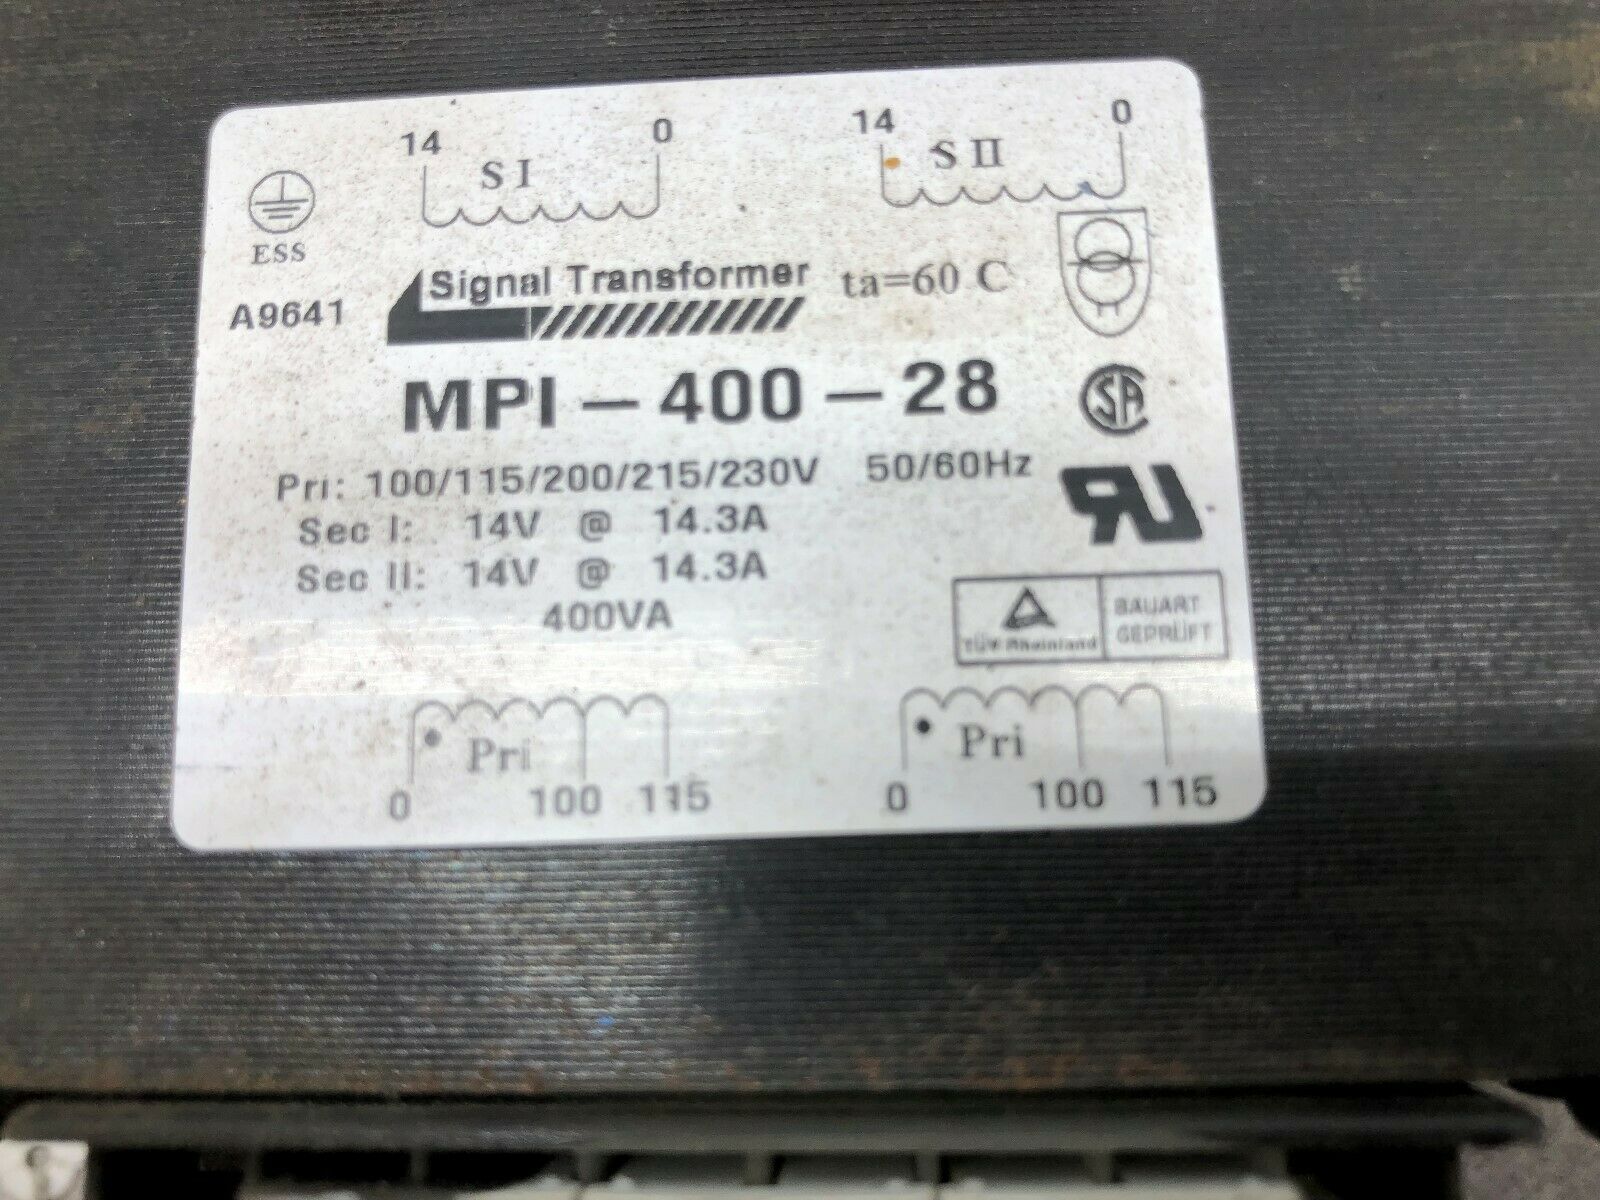 14 0 14 0
S I S II
ESS
A9641
Signal Transformer ta=60 C
MPI - 400 - 28
Pri: 100/115/200/215/230V 50/60Hz
Sec I: 14V @ 14.3A
Sec II: 14V @ 14.3A
400VA
TÜV Rheinland
BAUART
GEPRÜFT
Pri Pri
0 100 115 0 100 115